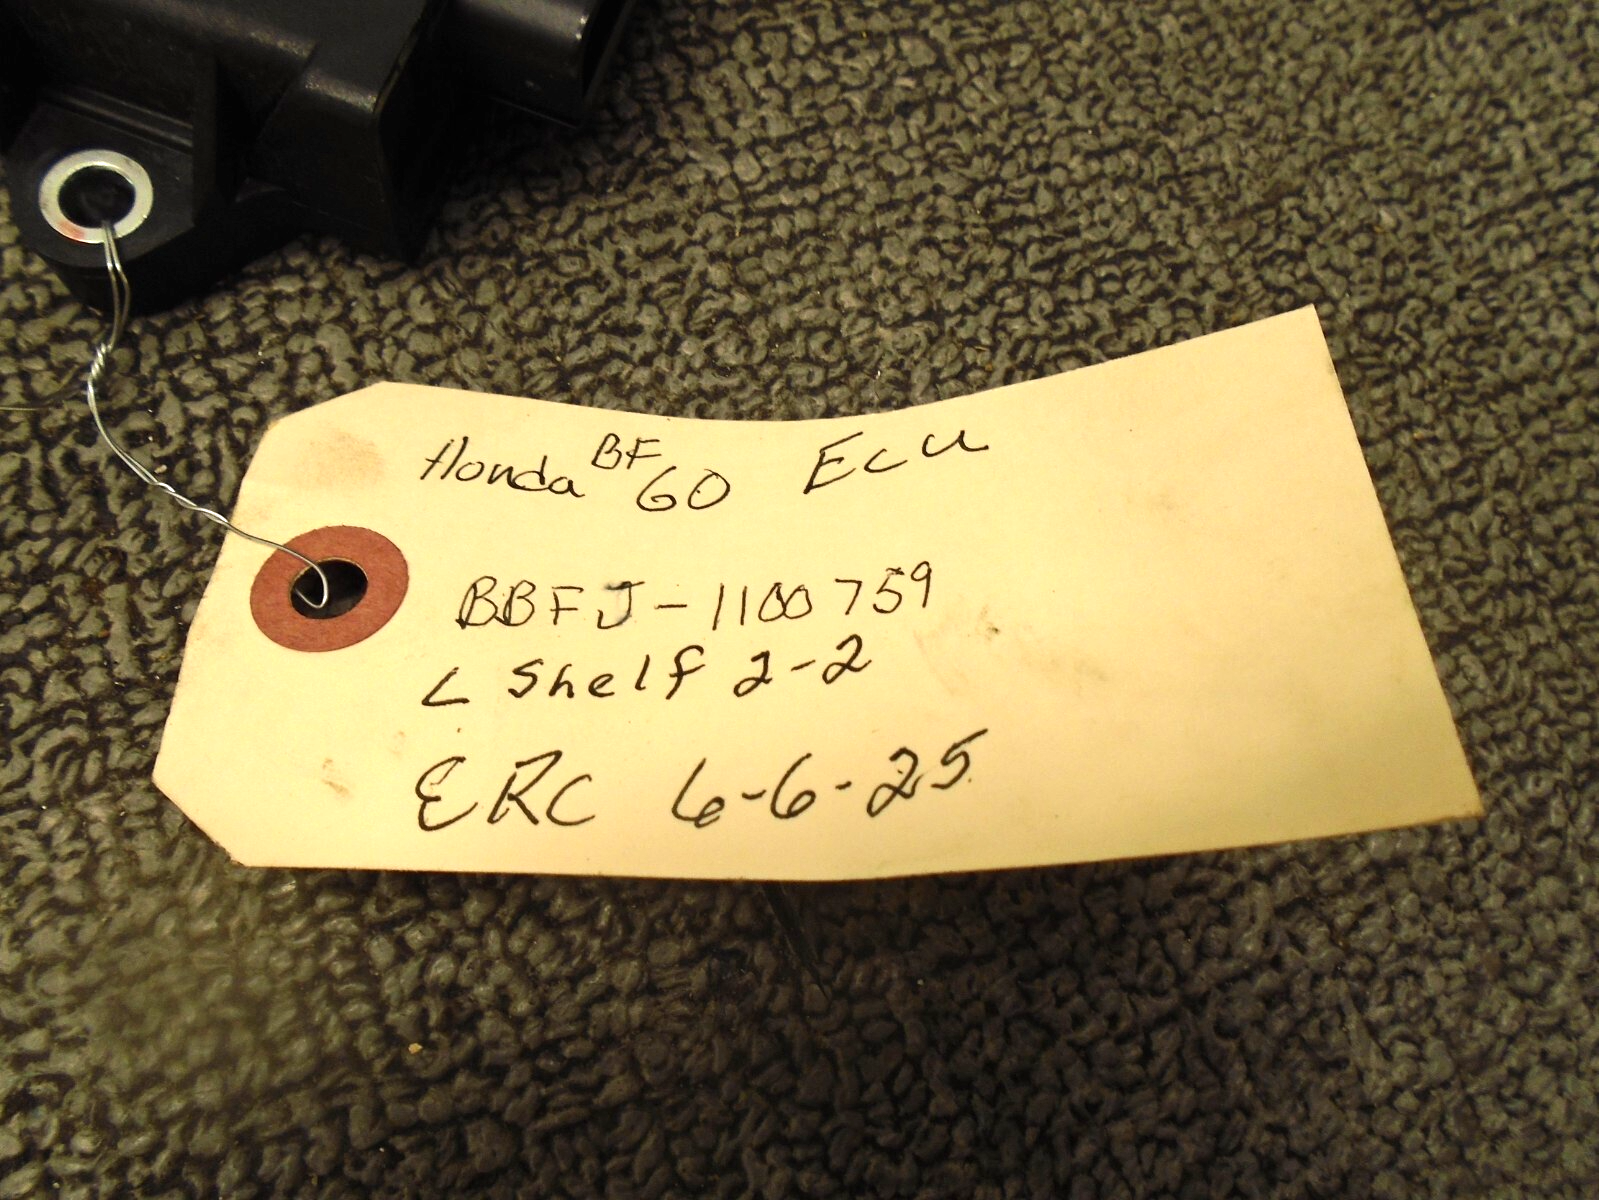 Honda BF 60 Ecu
BBFJ-1100759
L Shelf 2-2
ERC 6-6-25